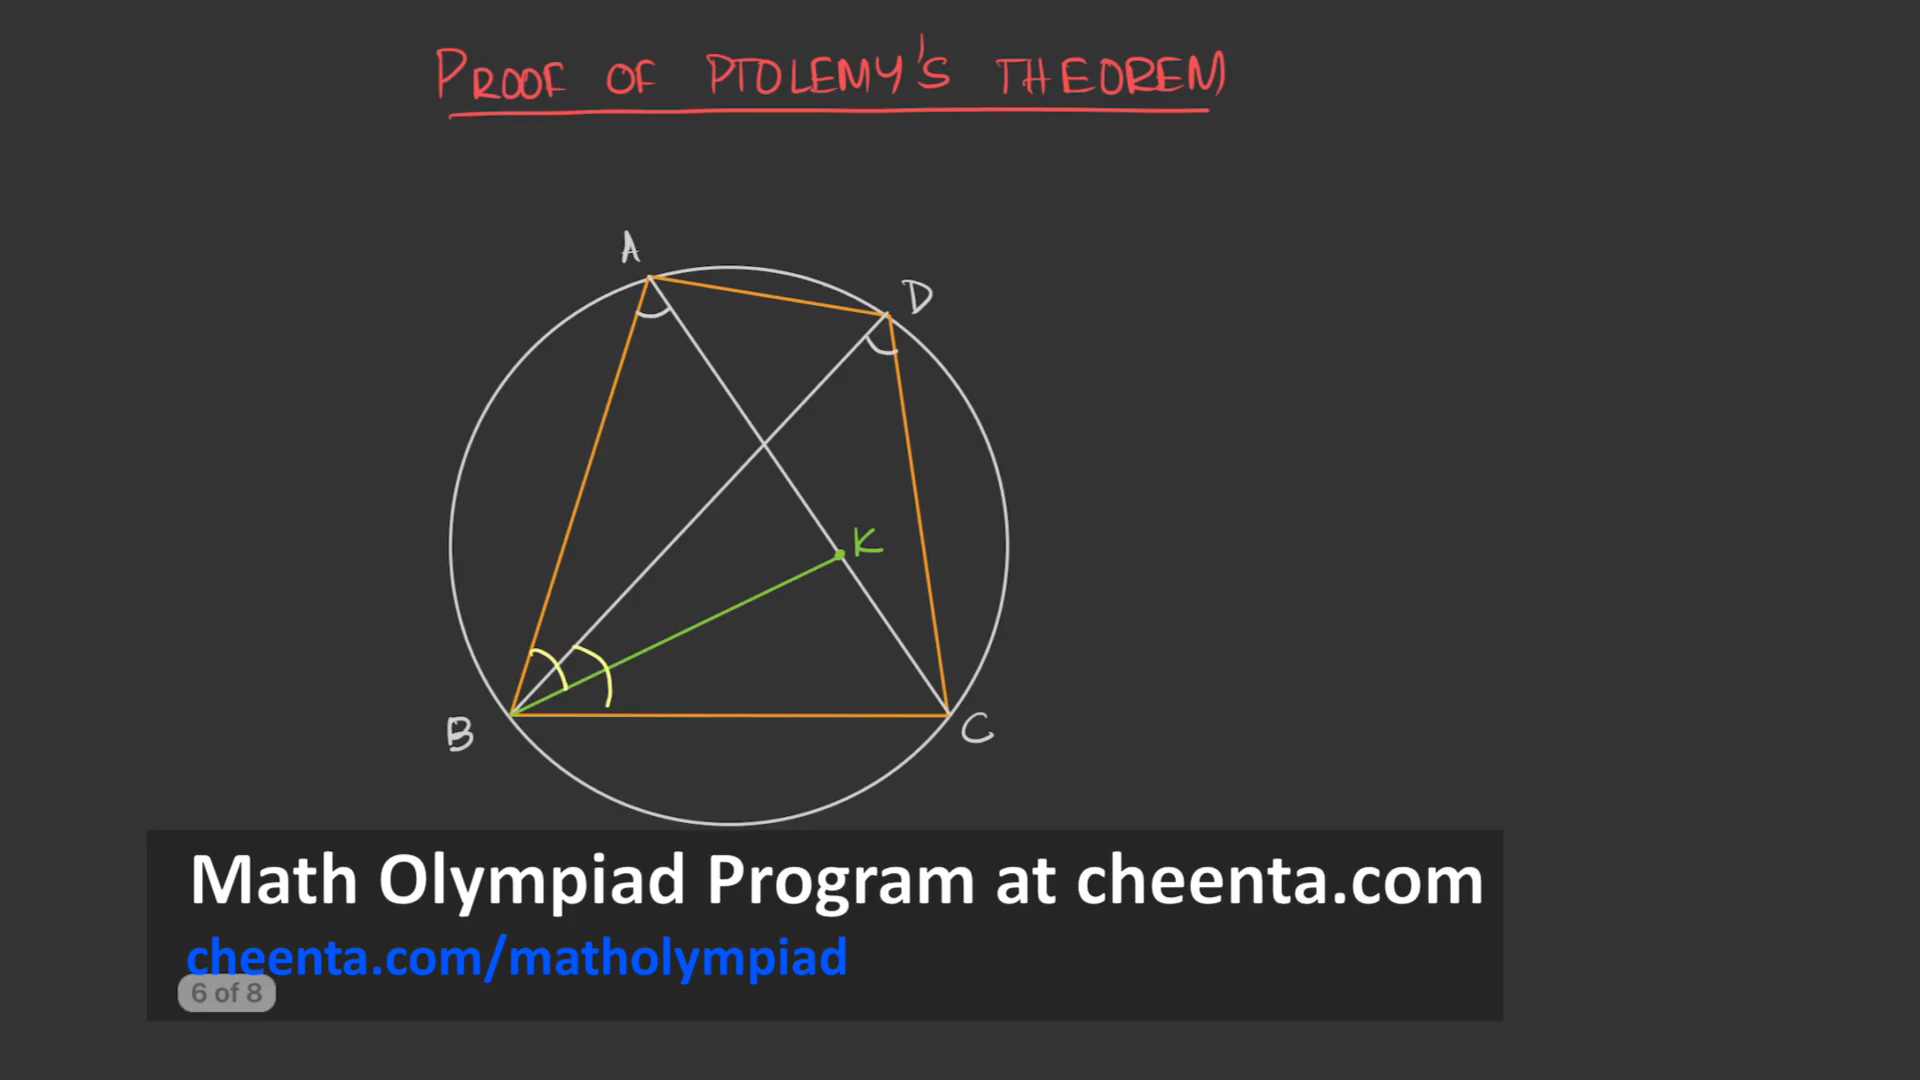 PROOF OF PTOLEMY'S THEOREM
A
D
K
B
C
Math Olympiad Program at cheenta.com
cheenta.com/matholympiad
6 of 8